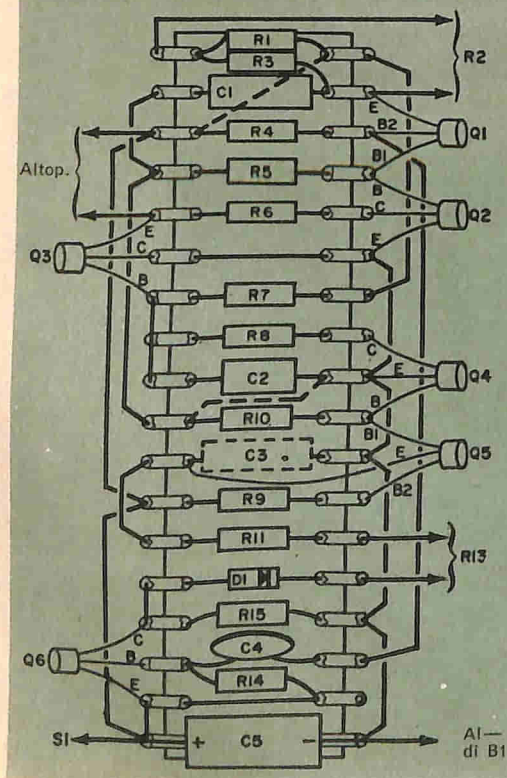 R1
R3
R2
C1
E
R4
B2
Q1
Altop.
R5
B1
B
R6
C
Q2
E
E
Q3
C
B
R7
R8
C
C2
E
Q4
R10
B
B1
C3
E
Q5
R9
B2
R11
R13
D1
R15
C
C4
Q6
B
R14
E
S1
+
C5
−
Al—
di B1